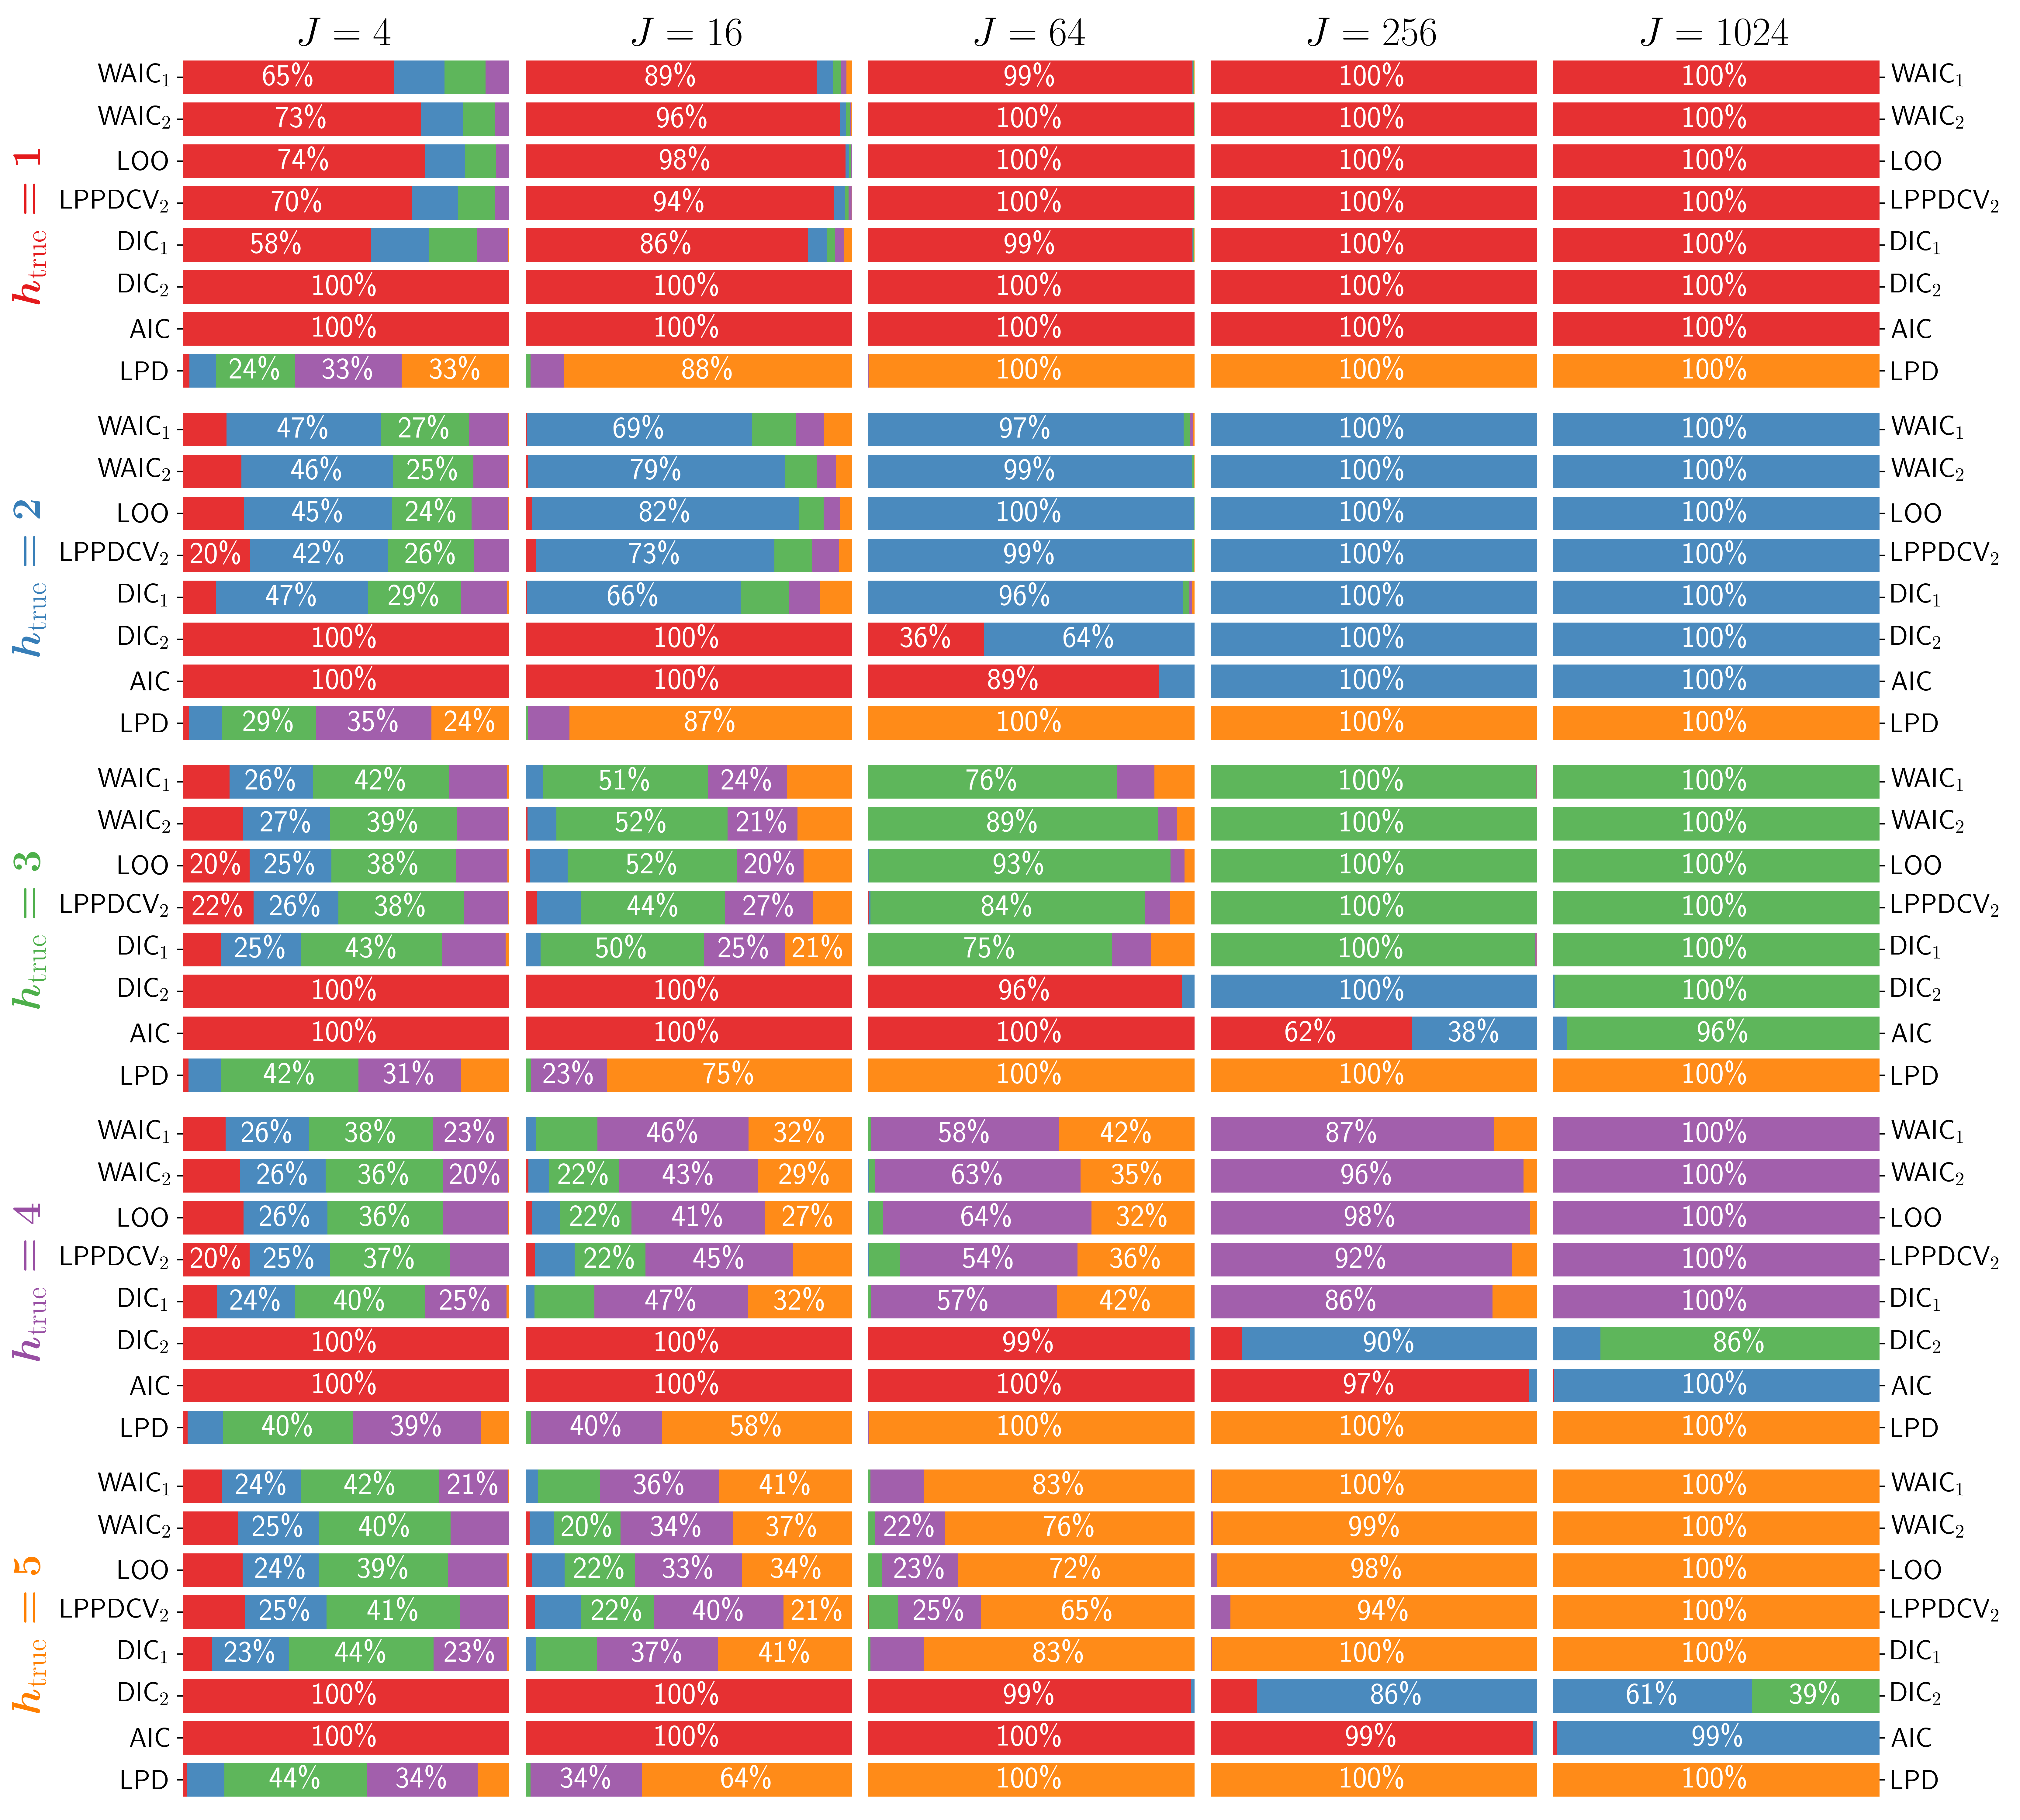 J = 4 J = 16 J = 64 J = 256 J = 1024
h_true = 1
WAIC₁ 65% 89% 99% 100% 100% WAIC₁
WAIC₂ 73% 96% 100% 100% 100% WAIC₂
LOO 74% 98% 100% 100% 100% LOO
LPPDCV₂ 70% 94% 100% 100% 100% LPPDCV₂
DIC₁ 58% 86% 99% 100% 100% DIC₁
DIC₂ 100% 100% 100% 100% 100% DIC₂
AIC 100% 100% 100% 100% 100% AIC
LPD 24% 33% 33% 88% 100% 100% 100% LPD
h_true = 2
WAIC₁ 47% 27% 69% 97% 100% 100% WAIC₁
WAIC₂ 46% 25% 79% 99% 100% 100% WAIC₂
LOO 45% 24% 82% 100% 100% 100% LOO
LPPDCV₂ 20% 42% 26% 73% 99% 100% 100% LPPDCV₂
DIC₁ 47% 29% 66% 96% 100% 100% DIC₁
DIC₂ 100% 100% 36% 64% 100% 100% DIC₂
AIC 100% 100% 89% 100% 100% AIC
LPD 29% 35% 24% 87% 100% 100% 100% LPD
h_true = 3
WAIC₁ 26% 42% 51% 24% 76% 100% 100% WAIC₁
WAIC₂ 27% 39% 52% 21% 89% 100% 100% WAIC₂
LOO 20% 25% 38% 52% 20% 93% 100% 100% LOO
LPPDCV₂ 22% 26% 38% 44% 27% 84% 100% 100% LPPDCV₂
DIC₁ 25% 43% 50% 25% 21% 75% 100% 100% DIC₁
DIC₂ 100% 100% 96% 100% 100% DIC₂
AIC 100% 100% 100% 62% 38% 96% AIC
LPD 42% 31% 23% 75% 100% 100% 100% LPD
h_true = 4
WAIC₁ 26% 38% 23% 46% 32% 58% 42% 87% 100% WAIC₁
WAIC₂ 26% 36% 20% 22% 43% 29% 63% 35% 96% 100% WAIC₂
LOO 26% 36% 22% 41% 27% 64% 32% 98% 100% LOO
LPPDCV₂ 20% 25% 37% 22% 45% 54% 36% 92% 100% LPPDCV₂
DIC₁ 24% 40% 25% 47% 32% 57% 42% 86% 100% DIC₁
DIC₂ 100% 100% 99% 90% 86% DIC₂
AIC 100% 100% 100% 97% 100% AIC
LPD 40% 39% 40% 58% 100% 100% 100% LPD
h_true = 5
WAIC₁ 24% 42% 21% 36% 41% 83% 100% 100% WAIC₁
WAIC₂ 25% 40% 20% 34% 37% 22% 76% 99% 100% WAIC₂
LOO 24% 39% 22% 33% 34% 23% 72% 98% 100% LOO
LPPDCV₂ 25% 41% 22% 40% 21% 25% 65% 94% 100% LPPDCV₂
DIC₁ 23% 44% 23% 37% 41% 83% 100% 100% DIC₁
DIC₂ 100% 100% 99% 86% 61% 39% DIC₂
AIC 100% 100% 100% 99% 99% AIC
LPD 44% 34% 34% 64% 100% 100% 100% LPD